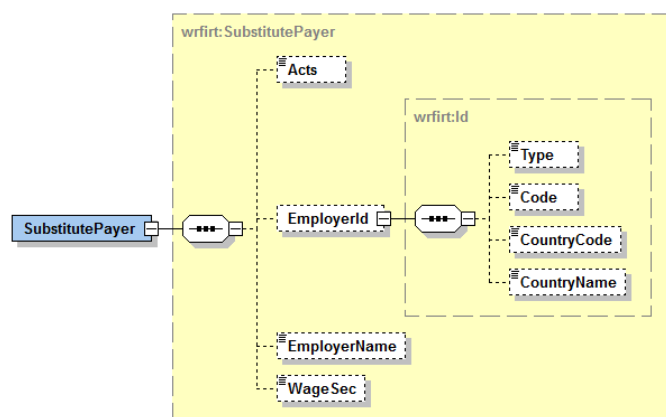 wrfirt:SubstitutePayer
Acts
wrfirt:Id
Type
Code
SubstitutePayer
EmployerId
CountryCode
CountryName
EmployerName
WageSec